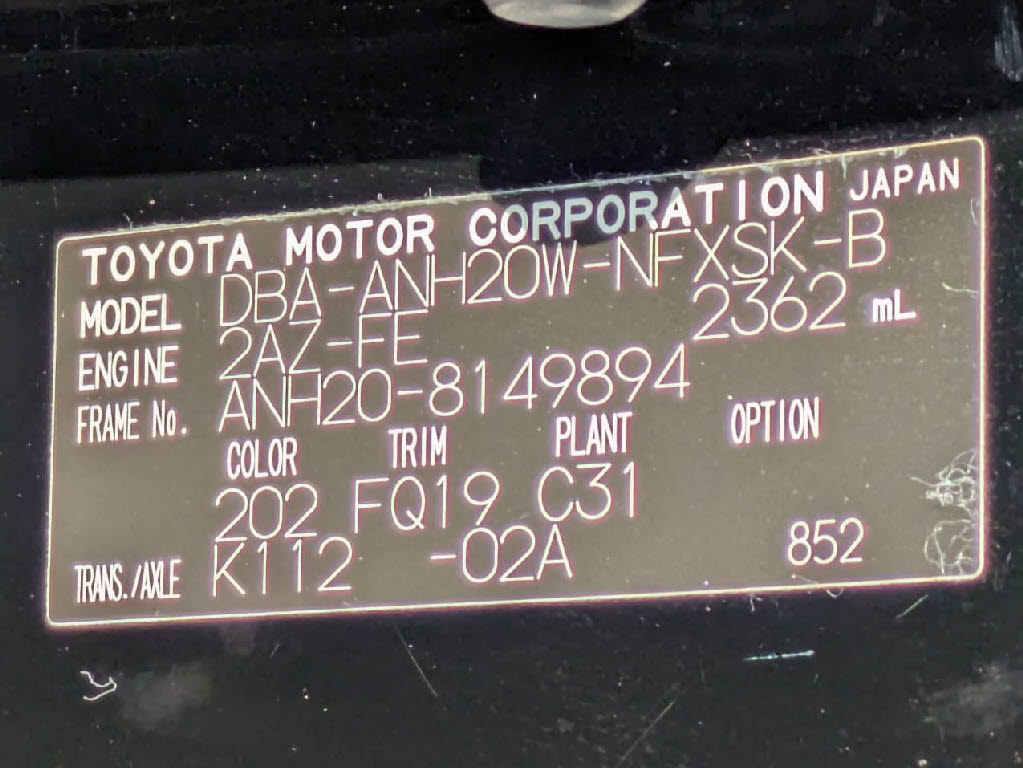 TOYOTA MOTOR CORPORATION JAPAN
MODEL DBA-ANH20W-NFXSK-B
ENGINE 2AZ-FE 2362 mL
FRAME No. ANH20-8149894
COLOR TRIM PLANT OPTION
202 FQ19 C31
TRANS./AXLE K112 -02A 852